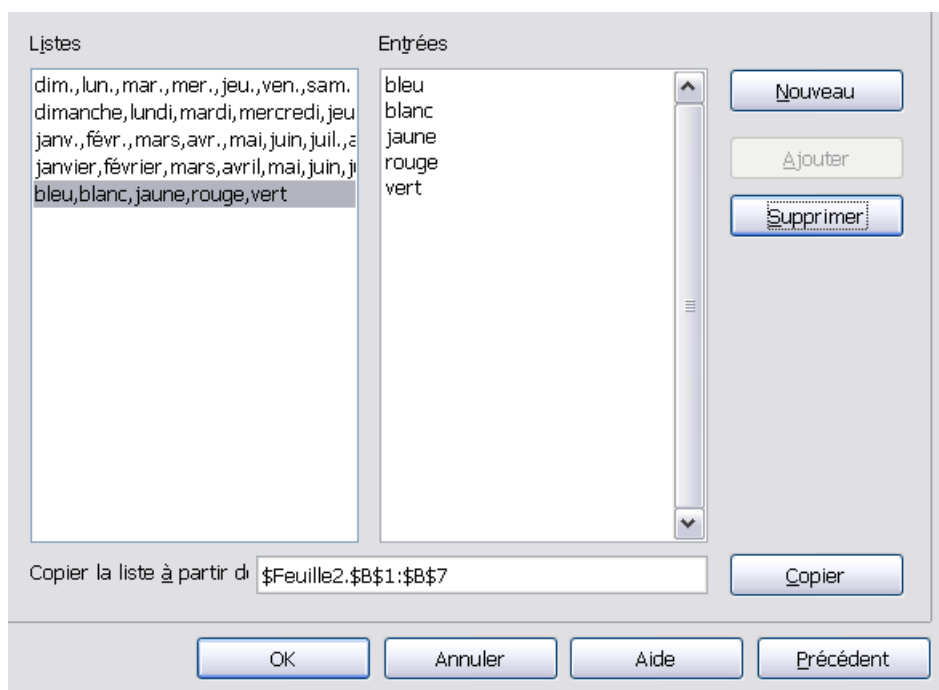 Listes
Entrées
dim.,lun.,mar.,mer.,jeu.,ven.,sam.
dimanche,lundi,mardi,mercredi,jeu
janv.,févr.,mars,avr.,mai,juin,juil.,a
janvier,février,mars,avril,mai,juin,j
bleu,blanc,jaune,rouge,vert
bleu
blanc
jaune
rouge
vert
Nouveau
Ajouter
Supprimer
Copier la liste à partir d
$Feuille2.$B$1:$B$7
Copier
OK
Annuler
Aide
Précédent